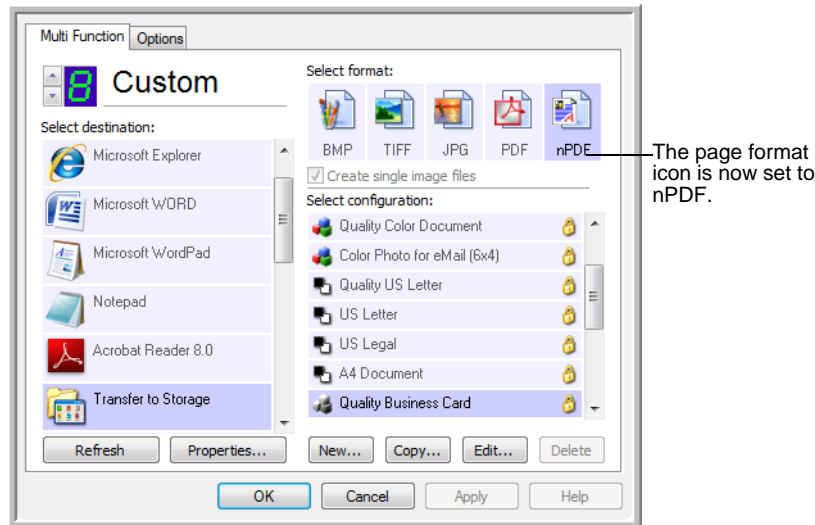 Multi Function
Options
8
Custom
Select destination:
Microsoft Explorer
Microsoft WORD
Microsoft WordPad
Notepad
Acrobat Reader 8.0
Transfer to Storage
Refresh
Properties...
Select format:
BMP
TIFF
JPG
PDF
nPDF
Create single image files
Select configuration:
Quality Color Document
Color Photo for eMail (6x4)
Quality US Letter
US Letter
US Legal
A4 Document
Quality Business Card
New...
Copy...
Edit...
Delete
OK
Cancel
Apply
Help
The page format
icon is now set to
nPDF.